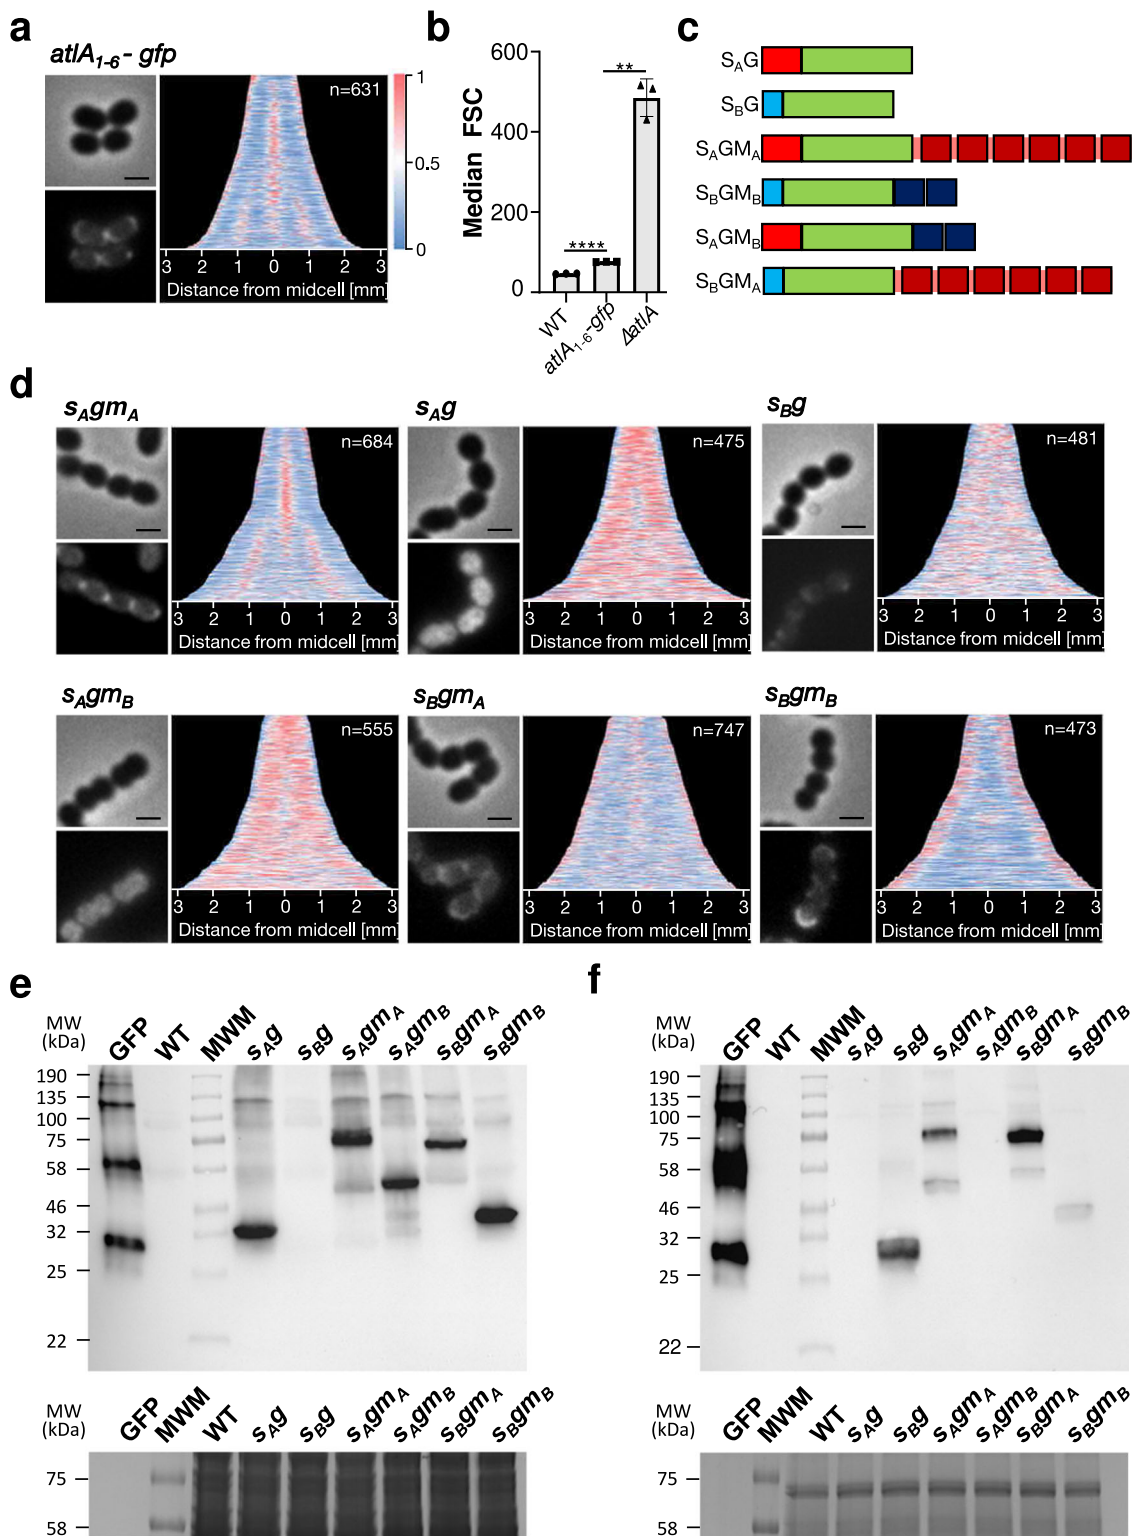 a
atlA1-6 - gfp
n=631
1
0.5
0
3 2 1 0 1 2 3
Distance from midcell [mm]
b
600
400
200
0
Median FSC
**
****
WT
atlA1-6-gfp
ΔatlA
c
SAG
SBG
SAGMA
SBGMB
SAGMB
SBGMA
d
sAgmA
n=684
3 2 1 0 1 2 3
Distance from midcell [mm]
sAg
n=475
3 2 1 0 1 2 3
Distance from midcell [mm]
sBg
n=481
3 2 1 0 1 2 3
Distance from midcell [mm]
sAgmB
n=555
3 2 1 0 1 2 3
Distance from midcell [mm]
sBgmA
n=747
3 2 1 0 1 2 3
Distance from midcell [mm]
sBgmB
n=473
3 2 1 0 1 2 3
Distance from midcell [mm]
e
MW
(kDa)
GFP WT MWM sAg sBg sAgmA sAgmB sBgmA sBgmB
190
135
100
75
58
46
32
25
22
MW
(kDa)
GFP MWM WT sAg sBg sAgmA sAgmB sBgmA sBgmB
75
58
f
MW
(kDa)
GFP WT MWM sAg sBg sAgmA sAgmB sBgmA sBgmB
190
135
100
75
58
46
32
25
22
MW
(kDa)
GFP MWM WT sAg sBg sAgmA sAgmB sBgmA sBgmB
75
58